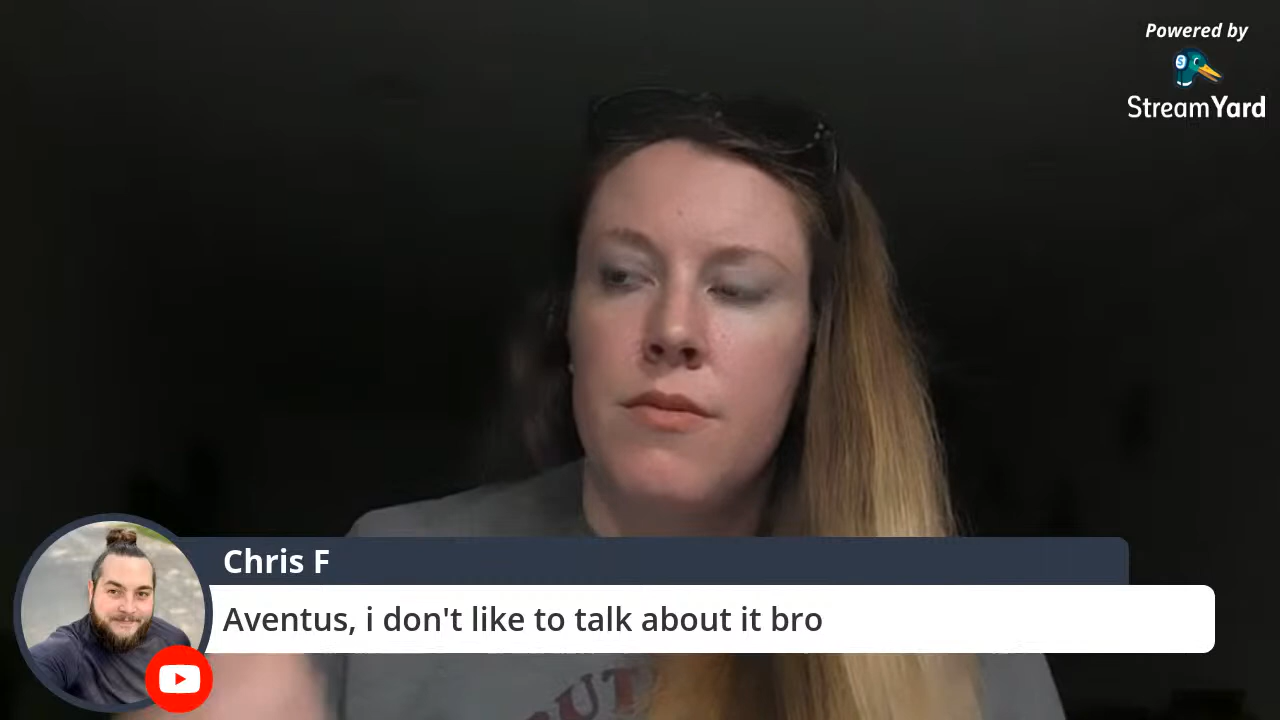 Powered by
StreamYard
Chris F
Aventus, i don't like to talk about it bro